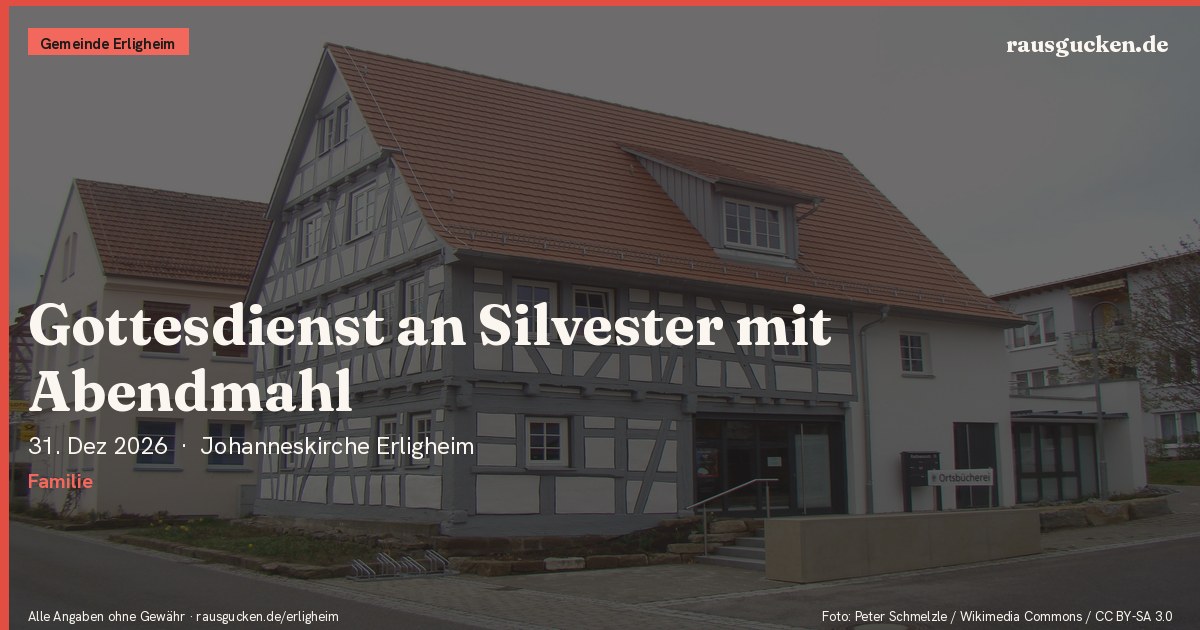 Gemeinde Erligheim
rausgucken.de
Ortsbücherei
Gottesdienst an Silvester mit
Abendmahl
31. Dez 2026 · Johanneskirche Erligheim
Familie
Alle Angaben ohne Gewähr · rausgucken.de/erligheim
Foto: Peter Schmelzle / Wikimedia Commons / CC BY-SA 3.0